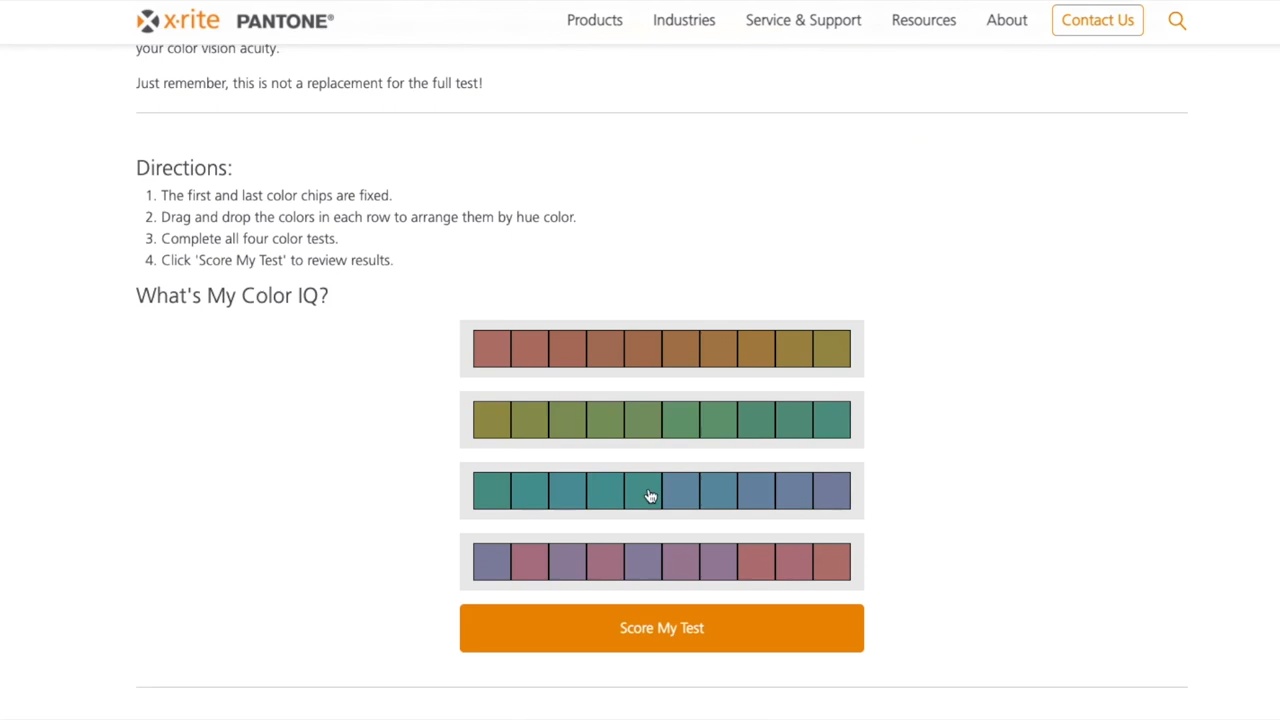 x·rite PANTONE®
Products Industries Service & Support Resources About Contact Us
your color vision acuity.
Just remember, this is not a replacement for the full test!
Directions:
1. The first and last color chips are fixed.
2. Drag and drop the colors in each row to arrange them by hue color.
3. Complete all four color tests.
4. Click 'Score My Test' to review results.
What's My Color IQ?
Score My Test